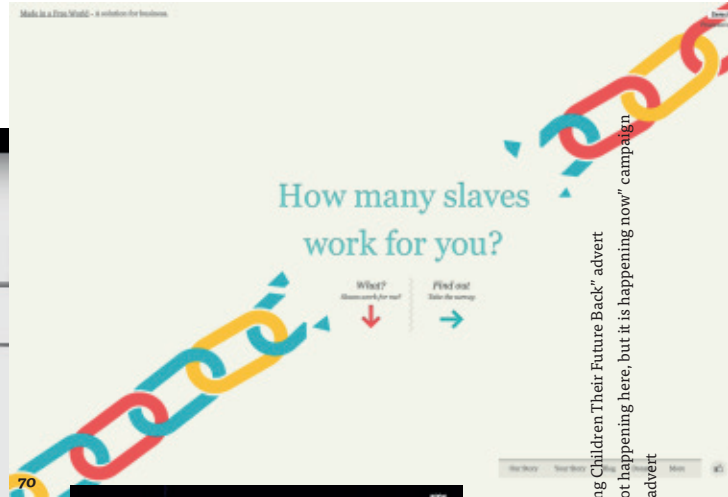 Made in a Free World - A solution for business.
How many slaves
work for you?
What?
Slaves work for me?
Find out
Take the survey
ng Children Their Future Back” advert
ot happening here, but it is happening now” campaign
advert
Our Story
Your Story
Blog
More
70